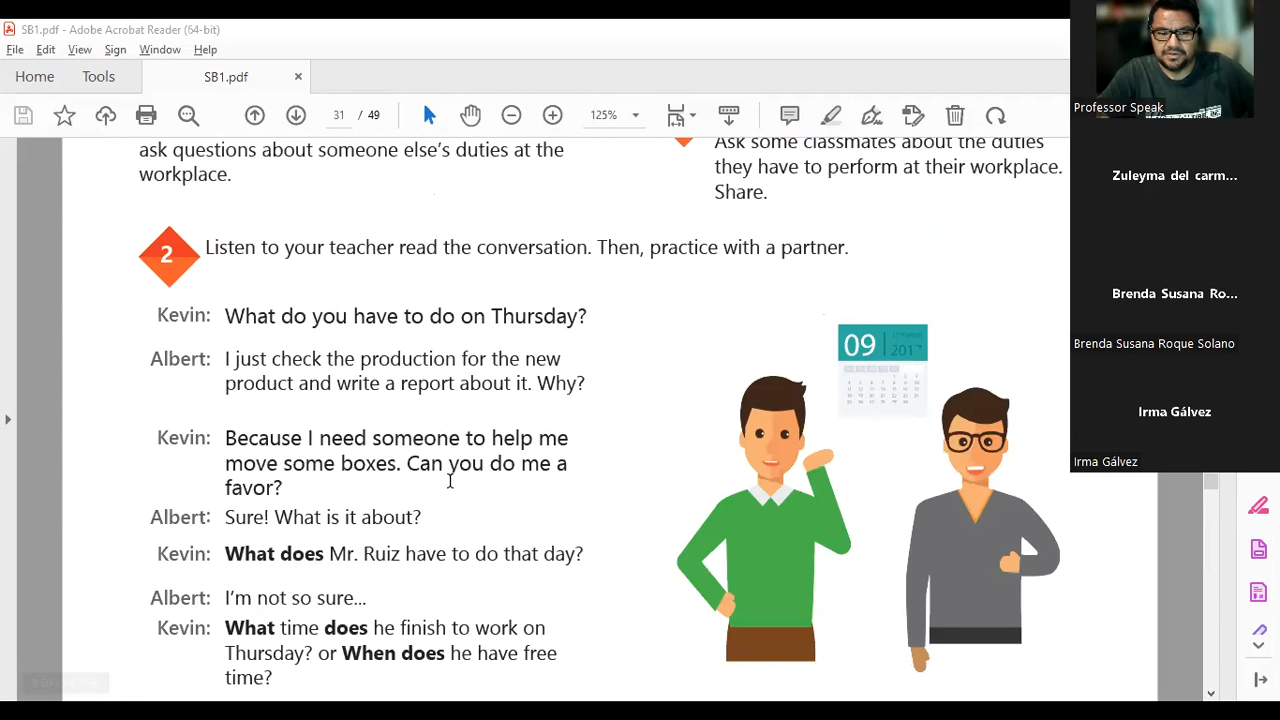 SB1.pdf - Adobe Acrobat Reader (64-bit)
File Edit View Sign Window Help
Home Tools SB1.pdf ×
31 / 49 125%
ask questions about someone else's duties at the
workplace.
Ask some classmates about the duties
they have to perform at their workplace.
Share.
2 Listen to your teacher read the conversation. Then, practice with a partner.
Kevin: What do you have to do on Thursday?
Albert: I just check the production for the new
product and write a report about it. Why?
Kevin: Because I need someone to help me
move some boxes. Can you do me a
favor?
Albert: Sure! What is it about?
Kevin: What does Mr. Ruiz have to do that day?
Albert: I'm not so sure...
Kevin: What time does he finish to work on
Thursday? or When does he have free
time?
09 2017
Professor Speak
Zuleyma del carm...
Brenda Susana Ro...
Brenda Susana Roque Solano
Irma Gálvez
Irma Gálvez